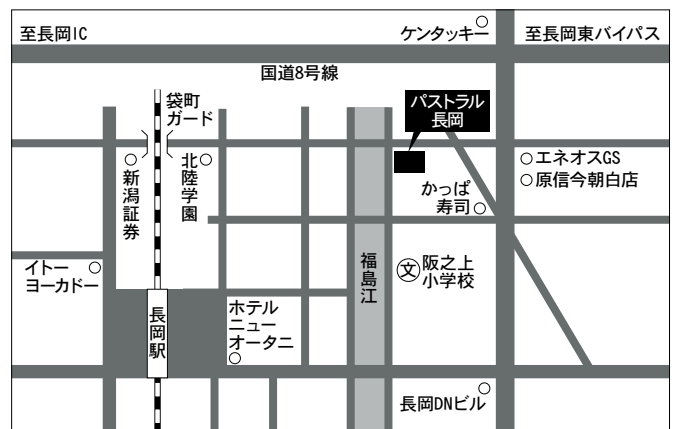 至長岡IC
ケンタッキー
至長岡東バイパス
国道8号線
袋町
ガード
パストラル
長岡
新潟証券
北陸学園
エネオスGS
原信今朝白店
かっぱ
寿司
イトー
ヨーカドー
福島江
文
阪之上
小学校
長岡駅
ホテル
ニュー
オータニ
長岡DNビル